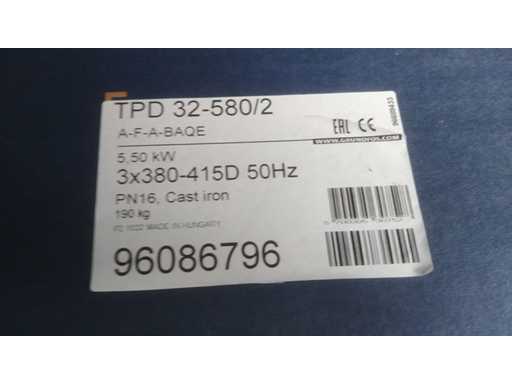 TPD 32-580/2
A-F-A-BAQE
5,50 kW
3x380-415D 50Hz
PN16, Cast iron
190 kg
MADE IN HUNGARY
96086796
EAC CE